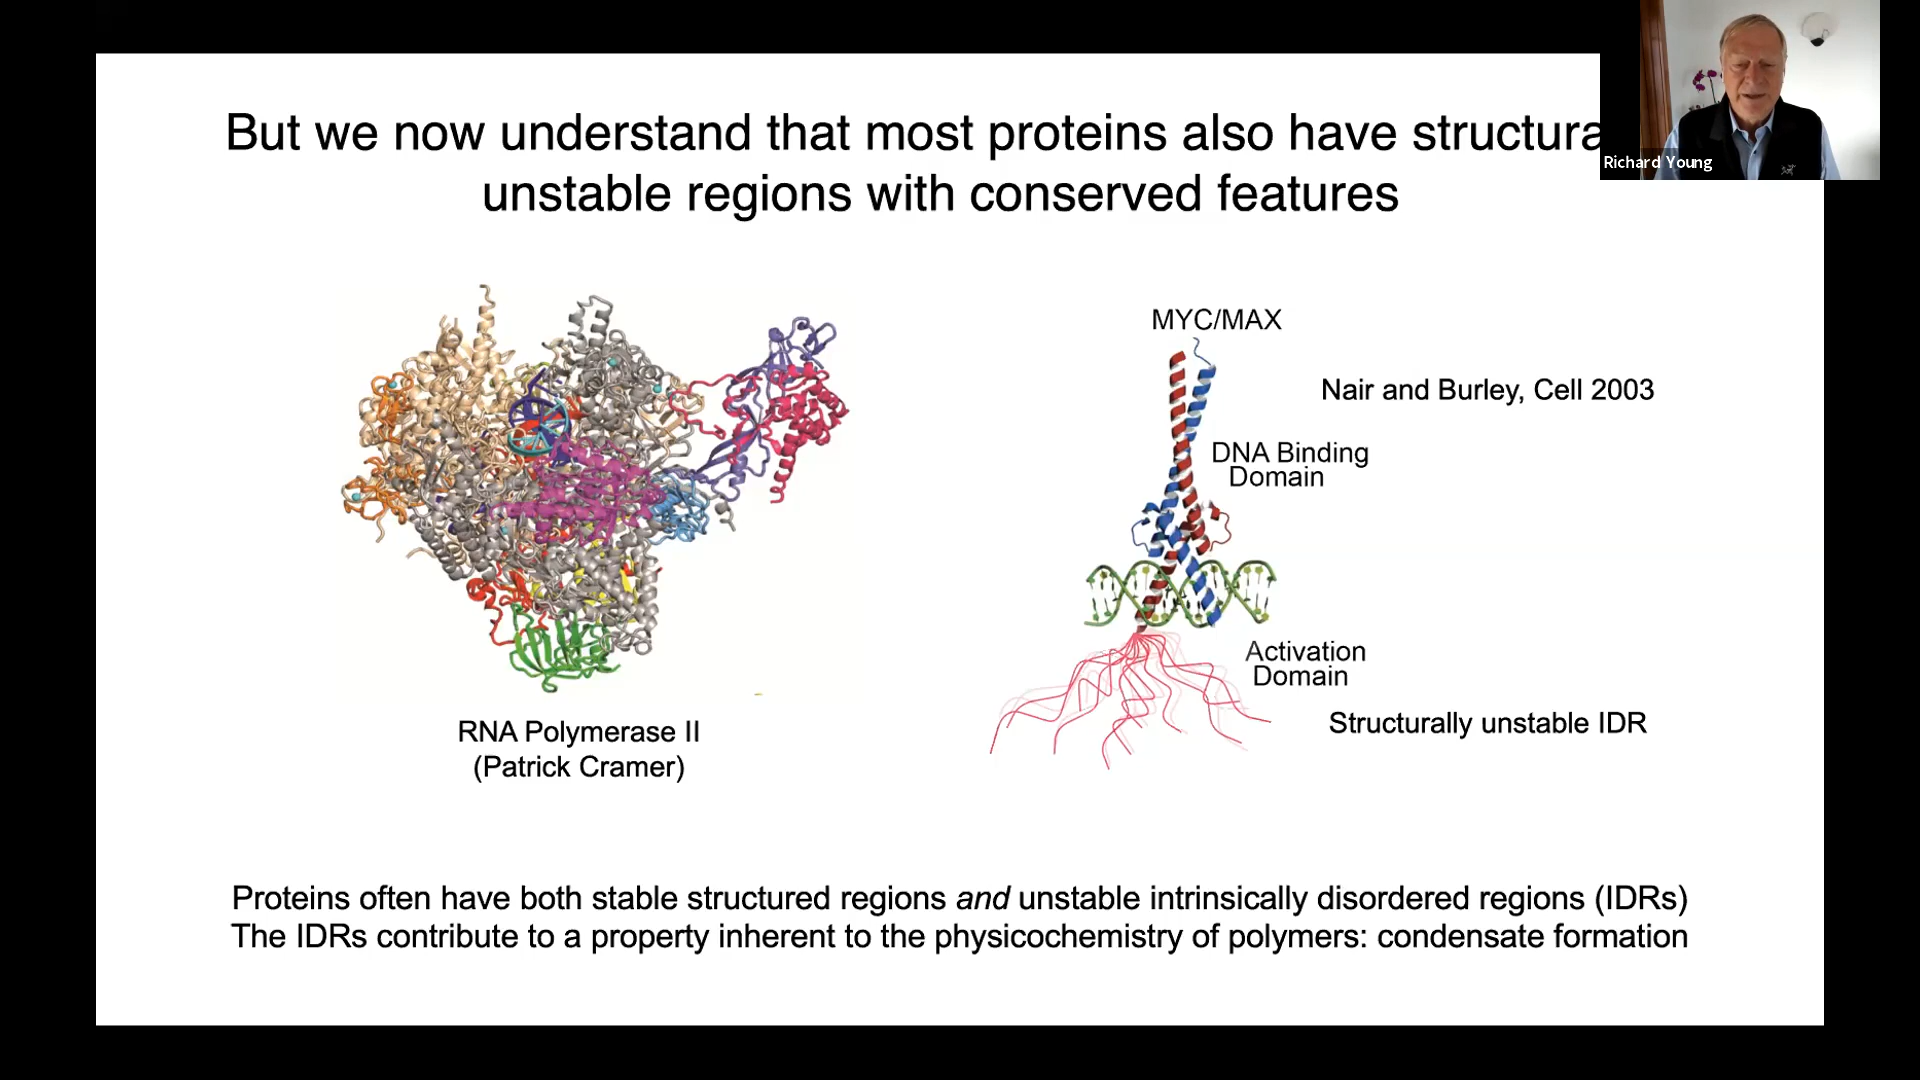 But we now understand that most proteins also have structura
unstable regions with conserved features
Richard Young
MYC/MAX
Nair and Burley, Cell 2003
DNA Binding
Domain
Activation
Domain
Structurally unstable IDR
RNA Polymerase II
(Patrick Cramer)
Proteins often have both stable structured regions and unstable intrinsically disordered regions (IDRs)
The IDRs contribute to a property inherent to the physicochemistry of polymers: condensate formation